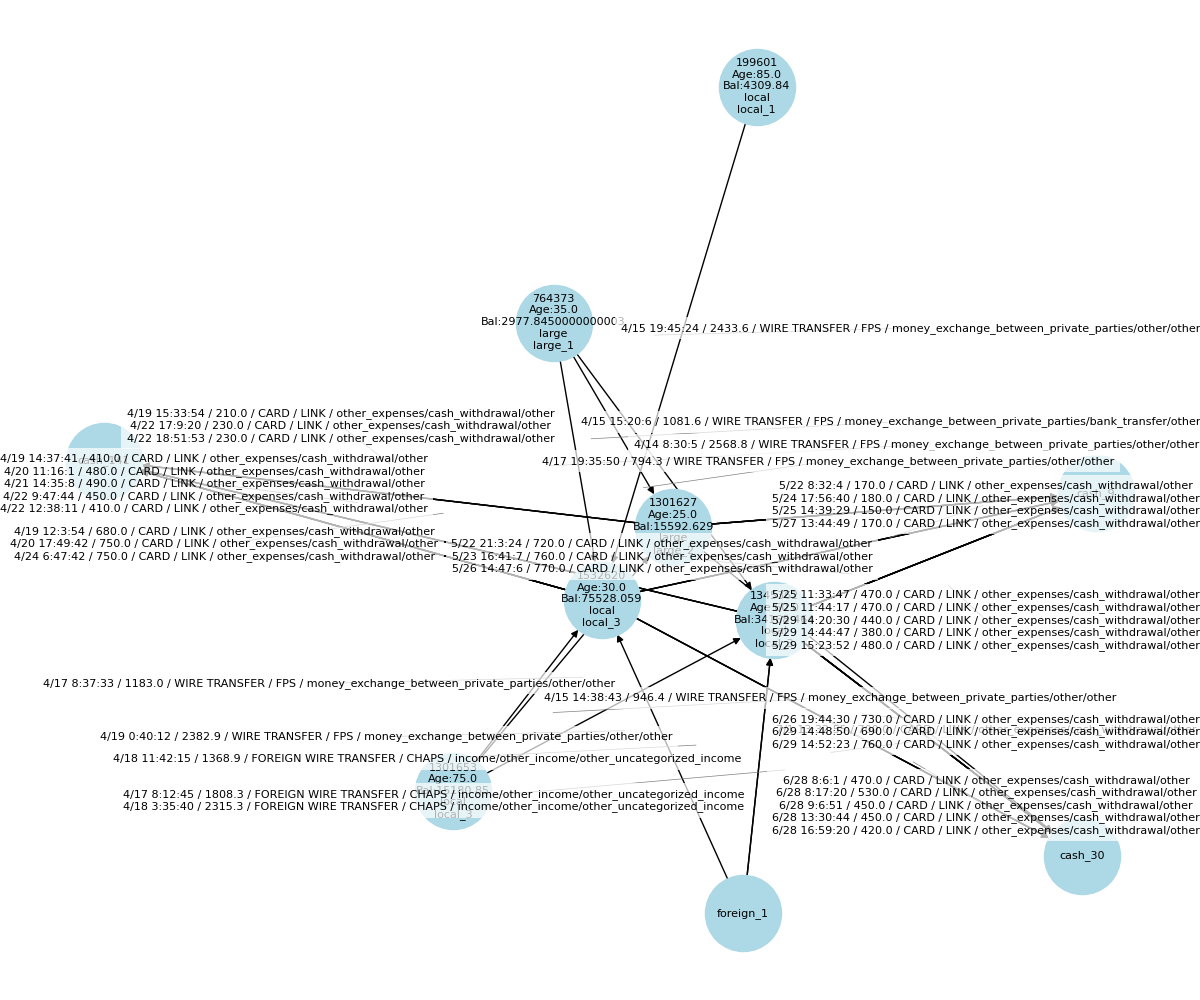 199601
Age:85.0
Bal:4309.84
local
local_1
764373
Age:35.0
Bal:2977.8450000000003
large
large_1
4/15 19:45:24 / 2433.6 / WIRE TRANSFER / FPS / money_exchange_between_private_parties/other/other
4/19 15:33:54 / 210.0 / CARD / LINK / other_expenses/cash_withdrawal/other
4/22 17:9:20 / 230.0 / CARD / LINK / other_expenses/cash_withdrawal/other
4/22 18:51:53 / 230.0 / CARD / LINK / other_expenses/cash_withdrawal/other
4/15 15:20:6 / 1081.6 / WIRE TRANSFER / FPS / money_exchange_between_private_parties/bank_transfer/other
4/14 8:30:5 / 2568.8 / WIRE TRANSFER / FPS / money_exchange_between_private_parties/other/other
4/17 19:35:50 / 794.3 / WIRE TRANSFER / FPS / money_exchange_between_private_parties/other/other
4/19 14:37:41 / 410.0 / CARD / LINK / other_expenses/cash_withdrawal/other
4/20 11:16:1 / 480.0 / CARD / LINK / other_expenses/cash_withdrawal/other
4/21 14:35:8 / 490.0 / CARD / LINK / other_expenses/cash_withdrawal/other
4/22 9:47:44 / 450.0 / CARD / LINK / other_expenses/cash_withdrawal/other
4/22 12:38:11 / 410.0 / CARD / LINK / other_expenses/cash_withdrawal/other
5/22 8:32:4 / 170.0 / CARD / LINK / other_expenses/cash_withdrawal/other
5/24 17:56:40 / 180.0 / CARD / LINK / other_expenses/cash_withdrawal/other
5/25 14:39:29 / 150.0 / CARD / LINK / other_expenses/cash_withdrawal/other
5/27 13:44:49 / 170.0 / CARD / LINK / other_expenses/cash_withdrawal/other
1301627
Age:25.0
Bal:15592.629
large
4/19 12:3:54 / 680.0 / CARD / LINK / other_expenses/cash_withdrawal/other
4/20 17:49:42 / 750.0 / CARD / LINK / other_expenses/cash_withdrawal/other
4/24 6:47:42 / 750.0 / CARD / LINK / other_expenses/cash_withdrawal/other
5/22 21:3:24 / 720.0 / CARD / LINK / other_expenses/cash_withdrawal/other
5/23 16:41:7 / 760.0 / CARD / LINK / other_expenses/cash_withdrawal/other
5/26 14:47:6 / 770.0 / CARD / LINK / other_expenses/cash_withdrawal/other
1532620
Age:30.0
Bal:75528.059
local
local_3
5/25 11:33:47 / 470.0 / CARD / LINK / other_expenses/cash_withdrawal/other
5/25 11:44:17 / 470.0 / CARD / LINK / other_expenses/cash_withdrawal/other
5/29 14:20:30 / 440.0 / CARD / LINK / other_expenses/cash_withdrawal/other
5/29 14:44:47 / 380.0 / CARD / LINK / other_expenses/cash_withdrawal/other
5/29 15:23:52 / 480.0 / CARD / LINK / other_expenses/cash_withdrawal/other
4/17 8:37:33 / 1183.0 / WIRE TRANSFER / FPS / money_exchange_between_private_parties/other/other
4/15 14:38:43 / 946.4 / WIRE TRANSFER / FPS / money_exchange_between_private_parties/other/other
4/19 0:40:12 / 2382.9 / WIRE TRANSFER / FPS / money_exchange_between_private_parties/other/other
6/26 19:44:30 / 730.0 / CARD / LINK / other_expenses/cash_withdrawal/other
6/29 14:48:50 / 690.0 / CARD / LINK / other_expenses/cash_withdrawal/other
6/29 14:52:23 / 760.0 / CARD / LINK / other_expenses/cash_withdrawal/other
4/18 11:42:15 / 1368.9 / FOREIGN WIRE TRANSFER / CHAPS / income/other_income/other_uncategorized_income
1301653
Age:75.0
local_3
4/17 8:12:45 / 1808.3 / FOREIGN WIRE TRANSFER / CHAPS / income/other_income/other_uncategorized_income
4/18 3:35:40 / 2315.3 / FOREIGN WIRE TRANSFER / CHAPS / income/other_income/other_uncategorized_income
6/28 8:6:1 / 470.0 / CARD / LINK / other_expenses/cash_withdrawal/other
6/28 8:17:20 / 530.0 / CARD / LINK / other_expenses/cash_withdrawal/other
6/28 9:6:51 / 450.0 / CARD / LINK / other_expenses/cash_withdrawal/other
6/28 13:30:44 / 450.0 / CARD / LINK / other_expenses/cash_withdrawal/other
6/28 16:59:20 / 420.0 / CARD / LINK / other_expenses/cash_withdrawal/other
cash_30
foreign_1